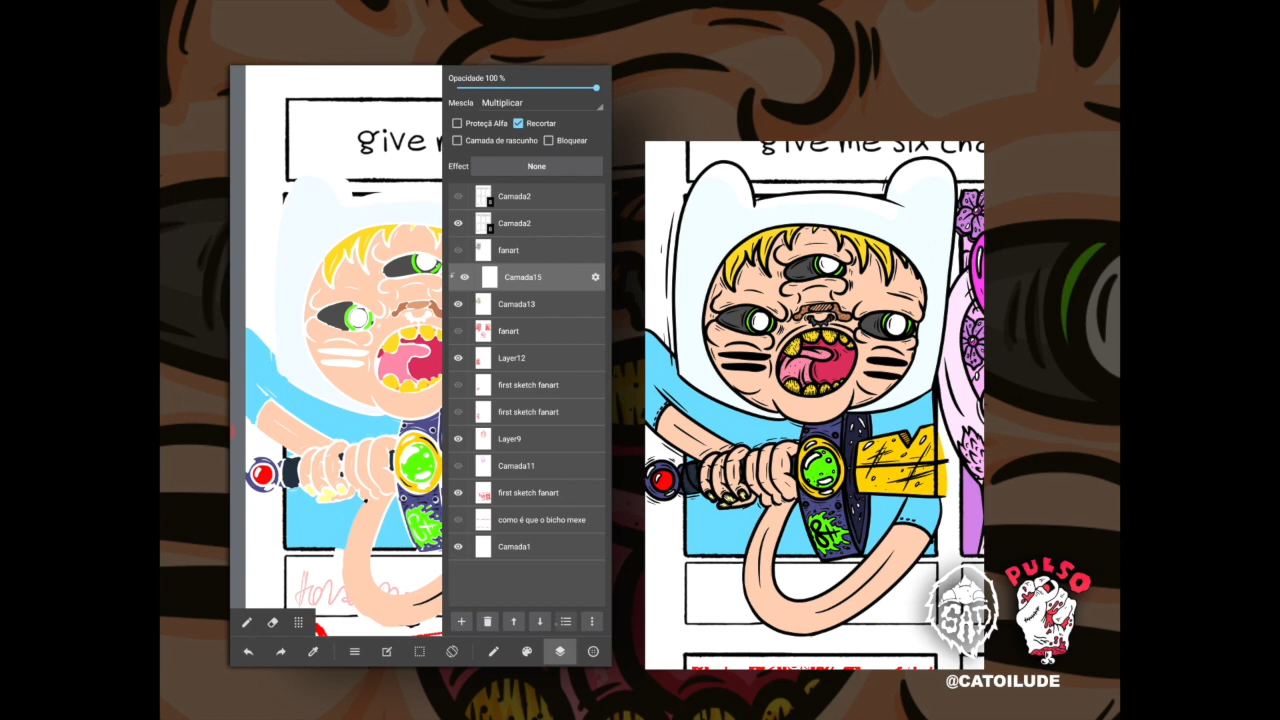 Opacidade 100 %
Mescla Multiplicar
Proteçã Alfa Recortar
Camada de rascunho Bloquear
Effect None
Camada2
Camada2
fanart
Camada15
Camada13
fanart
Layer12
first sketch fanart
first sketch fanart
Layer9
Camada11
first sketch fanart
como é que o bicho mexe
Camada1
give
give me six cha
PULSO
CAT
@CATOILUDE